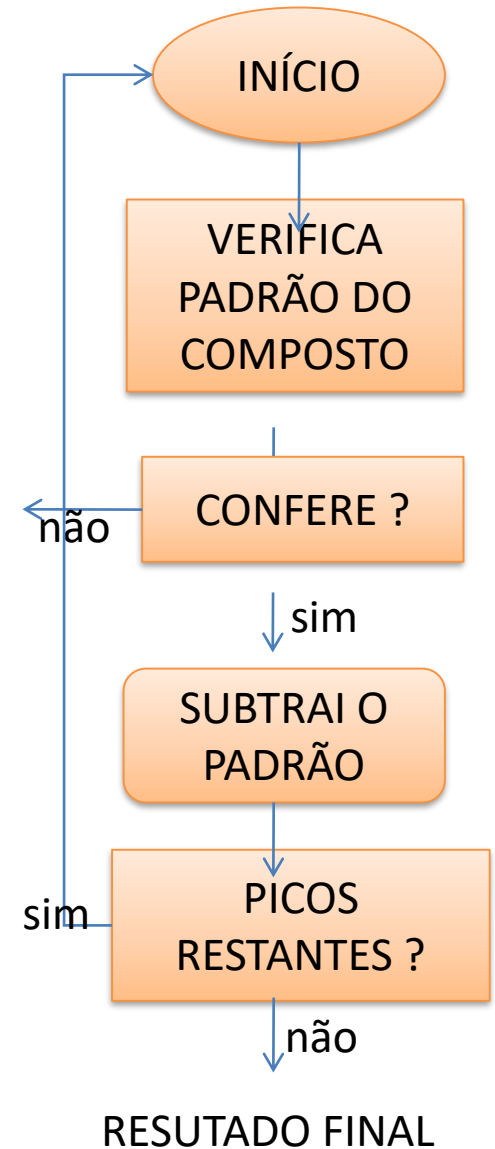 INÍCIO
VERIFICA
PADRÃO DO
COMPOSTO
CONFERE ?
não
sim
SUBTRAI O
PADRÃO
PICOS
RESTANTES ?
sim
não
RESUTADO FINAL